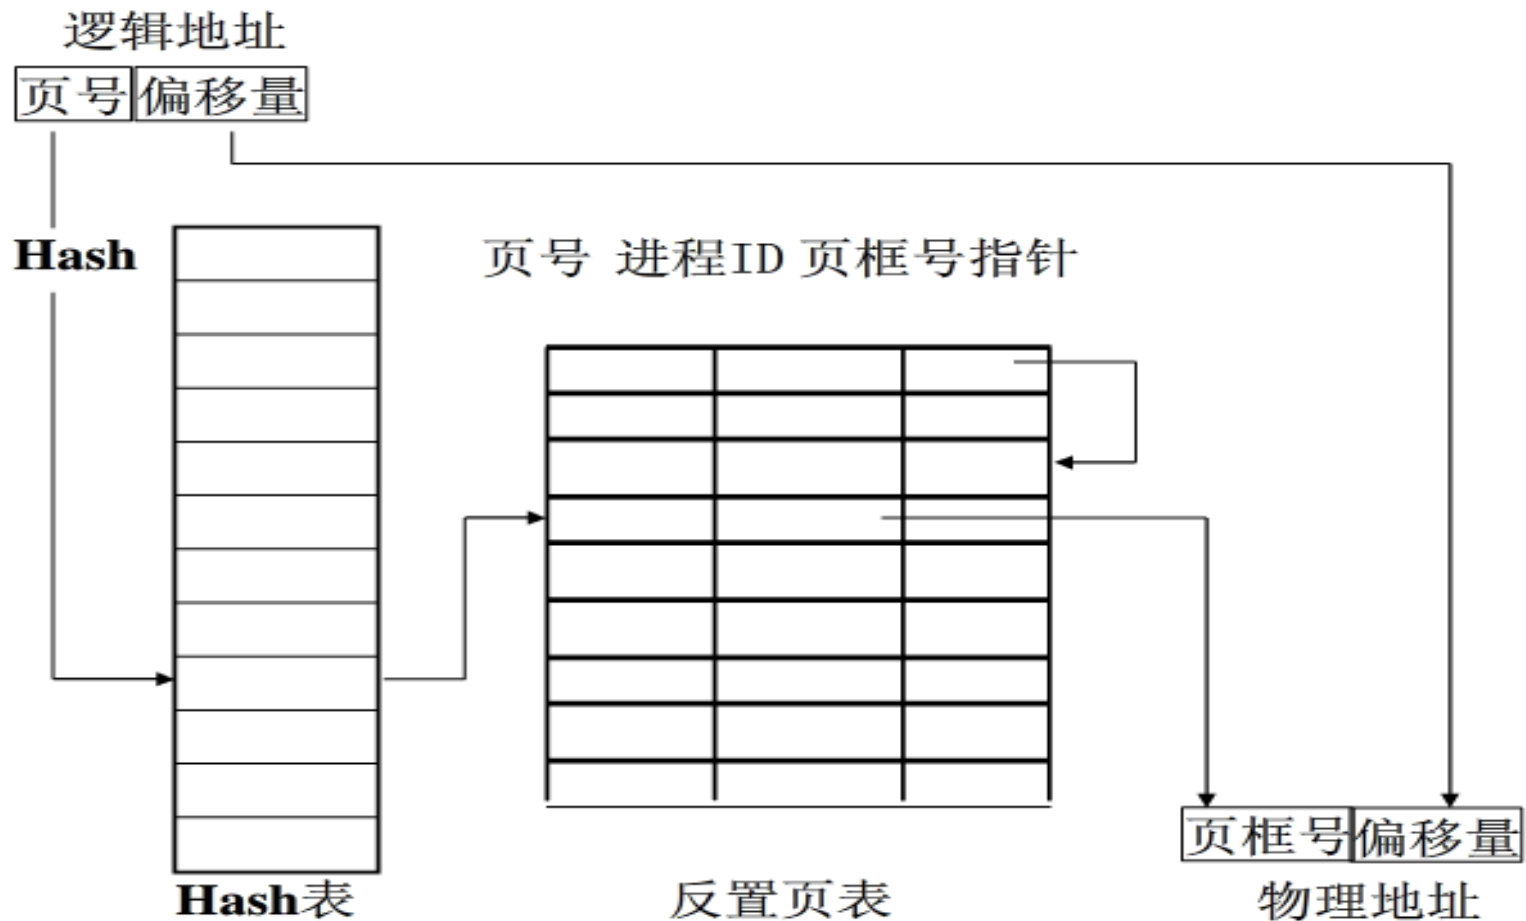 逻辑地址
页号 偏移量
Hash
页号 进程ID 页框号指针
页框号 偏移量
Hash表
反置页表
物理地址